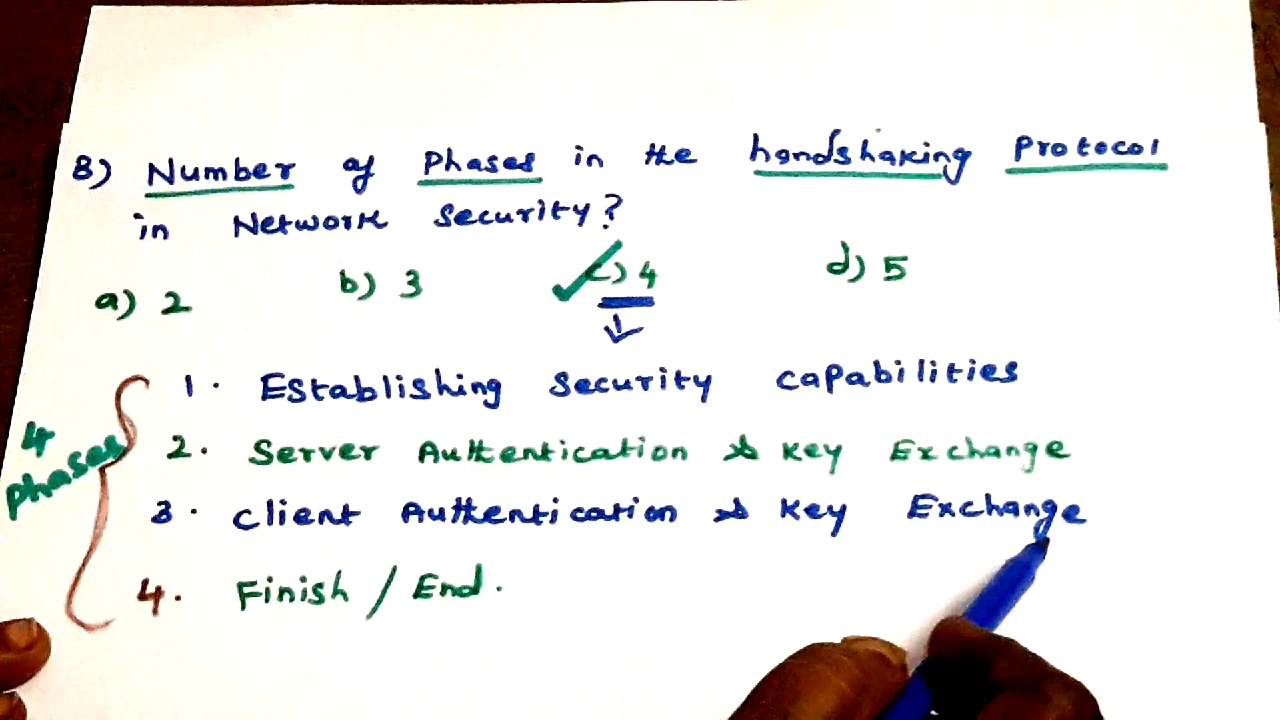 8) Number of Phases in the handshaking Protocol
in Network Security?
a) 2 b) 3 c) 4 d) 5
1. Establishing Security capabilities
2. Server Authentication & Key Exchange
3. Client Authentication & Key Exchange
4. Finish / End.
4 Phases